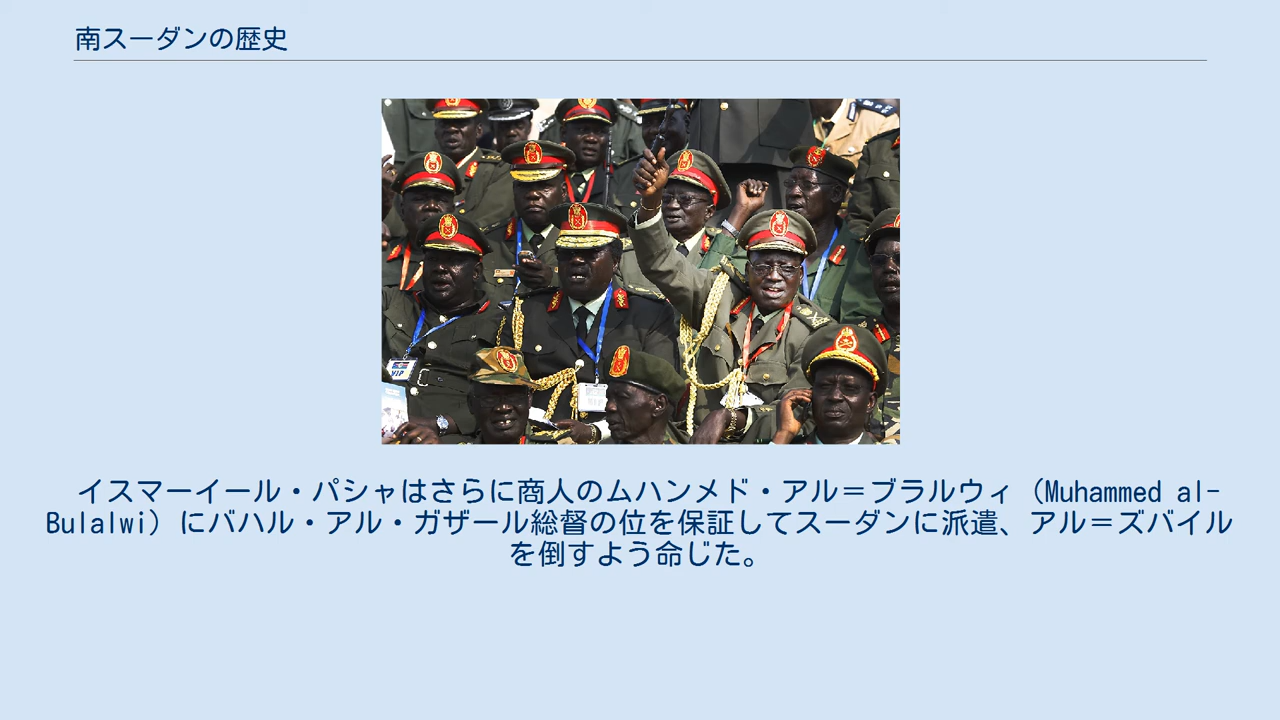 南スーダンの歴史
VIP
イスマーイール・パシャはさらに商人のムハンメド・アル＝ブラルウィ（Muhammed al-
Bulalwi）にバハル・アル・ガザール総督の位を保証してスーダンに派遣、アル＝ズバイル
を倒すよう命じた。